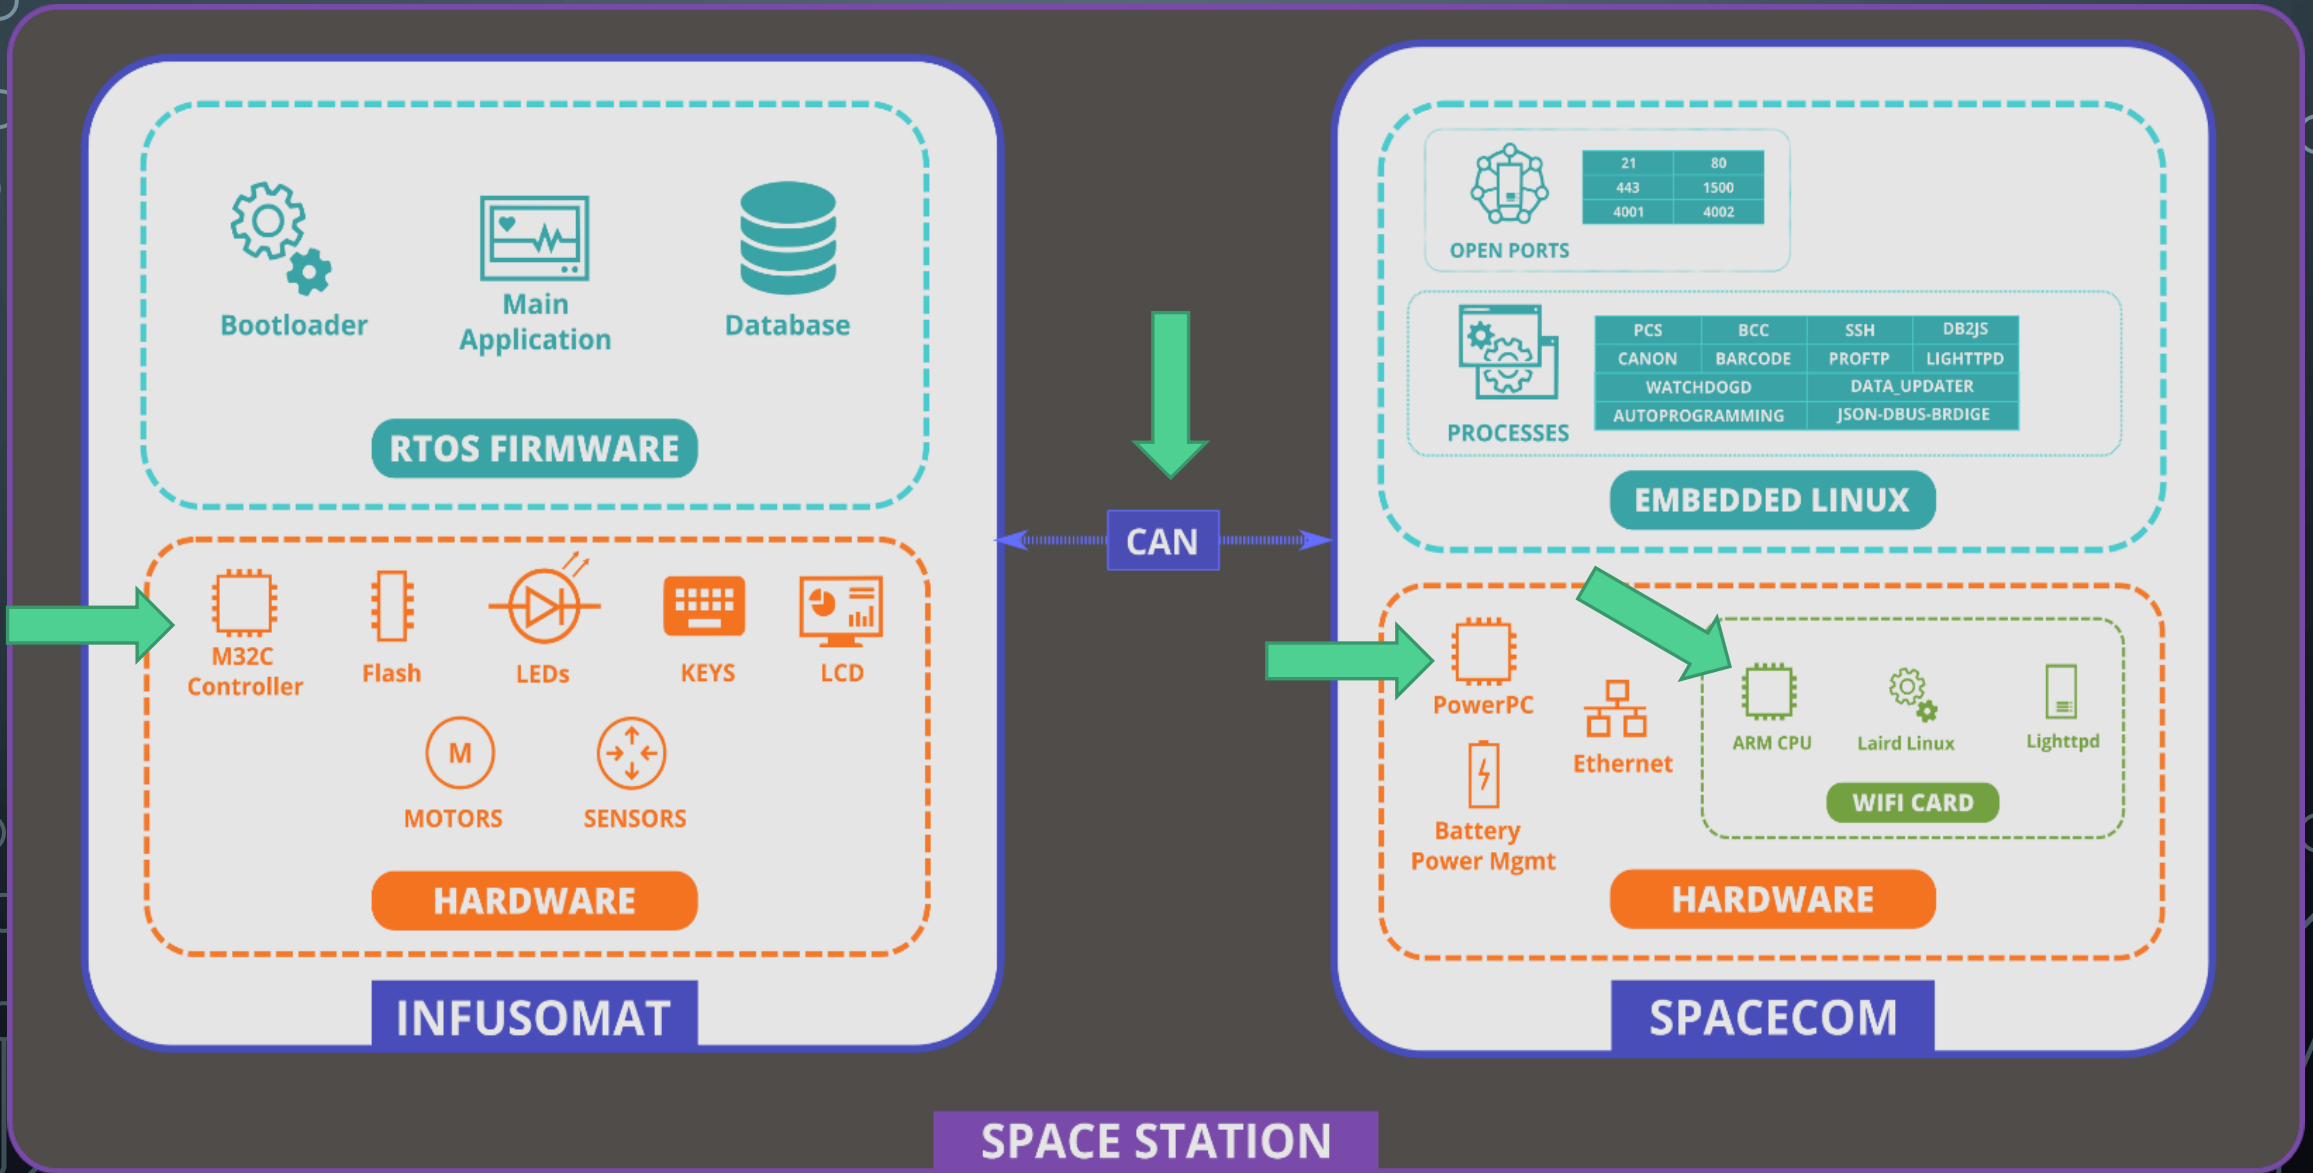 Bootloader
Main
Application
Database
RTOS FIRMWARE
M32C
Controller
Flash
LEDs
KEYS
LCD
M
MOTORS
SENSORS
HARDWARE
INFUSOMAT
CAN
21 80
443 1500
4001 4002
OPEN PORTS
PCS BCC SSH DB2JS
CANON BARCODE PROFTP LIGHTTPD
WATCHDOGD DATA_UPDATER
AUTOPROGRAMMING JSON-DBUS-BRDIGE
PROCESSES
EMBEDDED LINUX
PowerPC
Ethernet
Battery
Power Mgmt
ARM CPU
Laird Linux
Lighttpd
WIFI CARD
HARDWARE
SPACECOM
SPACE STATION